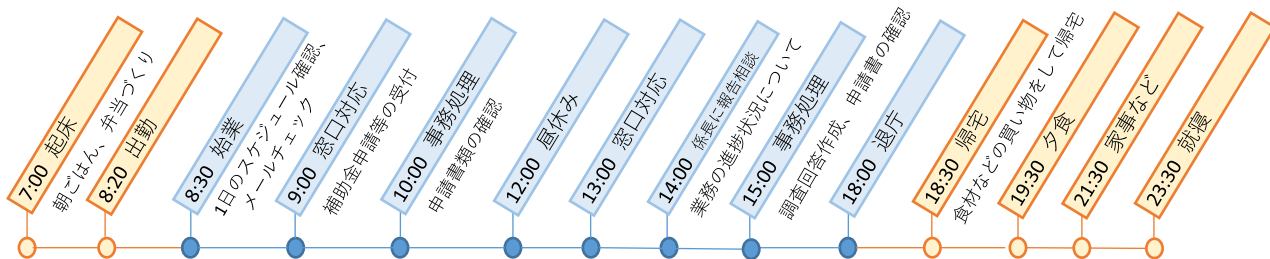 7:00 起床
朝ごはん、弁当づくり
8:20 出勤
8:30 始業
1日のスケジュール確認、
メールチェック
9:00 窓口対応
補助金申請等の受付
10:00 事務処理
申請書類の確認
12:00 昼休み
13:00 窓口対応
14:00 係長に報告相談
業務の進捗状況について
15:00 事務処理
調査回答作成、申請書の確認
18:00 退庁
18:30 帰宅
食材などの買い物をして帰宅
19:30 夕食
21:30 家事など
23:30 就寝